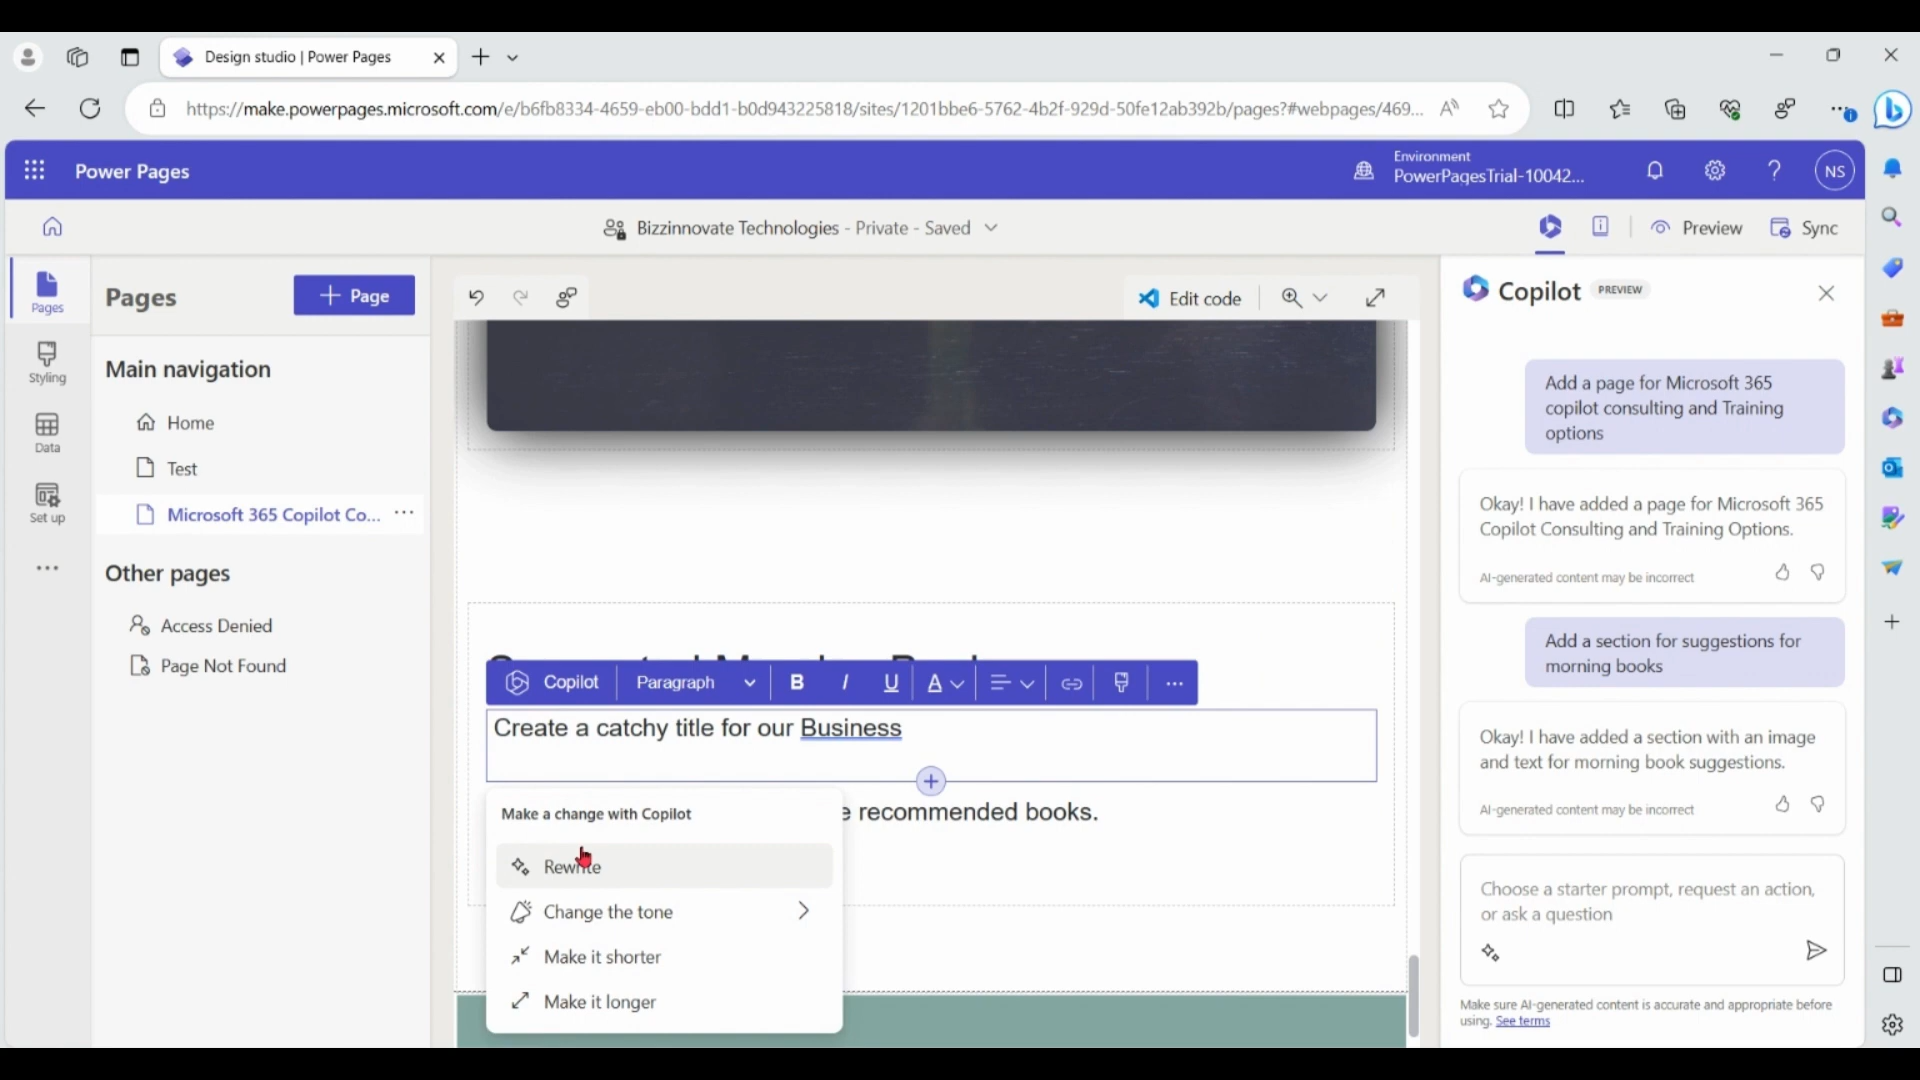 Design studio | Power Pages
https://make.powerpages.microsoft.com/e/b6fb8334-4659-eb00-bdd1-b0d943225818/sites/1201bbe6-5762-4b2f-929d-50fe12ab392b/pages?#webpages/469...
Power Pages
Environment
PowerPagesTrial-10042...
NS
Bizzinnovate Technologies - Private - Saved
Preview
Sync
Pages
Styling
Data
Set up
Pages
+ Page
Main navigation
Home
Test
Microsoft 365 Copilot Co...
Other pages
Access Denied
Page Not Found
Edit code
Copilot
Paragraph
B
I
U
A
Create a catchy title for our Business
e recommended books.
Make a change with Copilot
Rewrite
Change the tone
Make it shorter
Make it longer
Copilot
PREVIEW
Add a page for Microsoft 365
copilot consulting and Training
options
Okay! I have added a page for Microsoft 365
Copilot Consulting and Training Options.
AI-generated content may be incorrect
Add a section for suggestions for
morning books
Okay! I have added a section with an image
and text for morning book suggestions.
AI-generated content may be incorrect
Choose a starter prompt, request an action,
or ask a question
Make sure AI-generated content is accurate and appropriate before
using. See terms